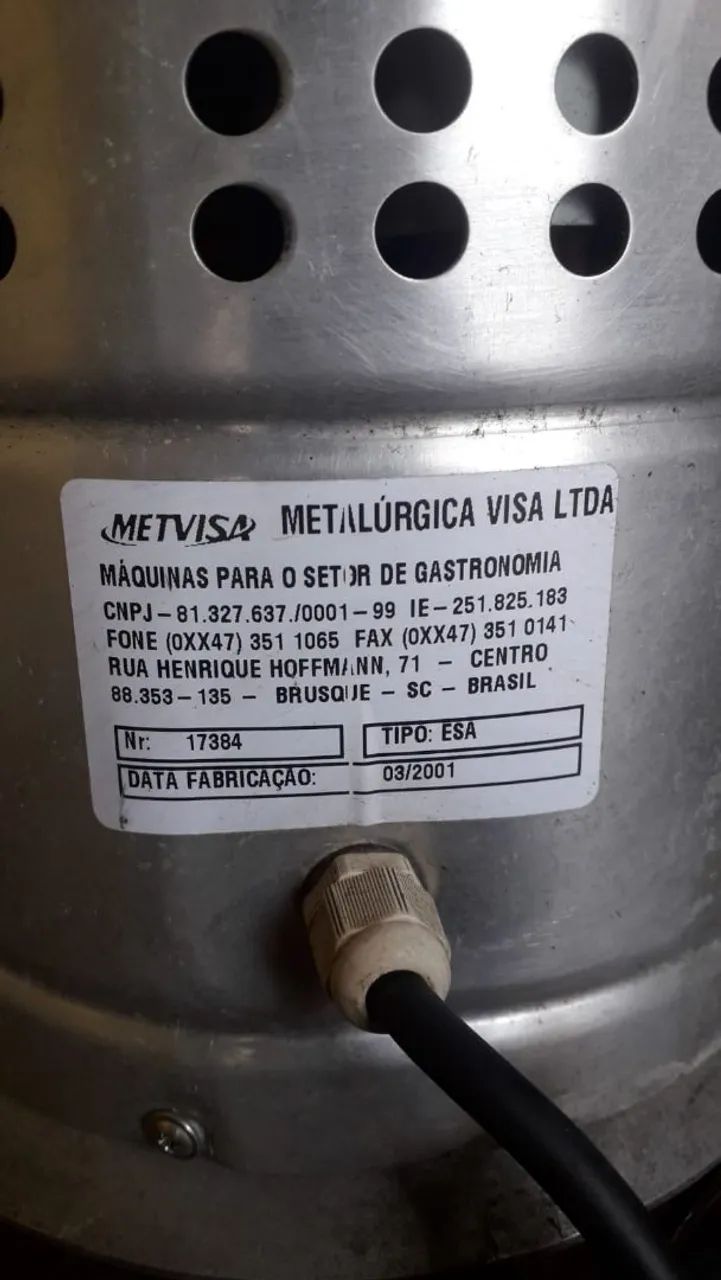 METVISA METALÚRGICA VISA LTDA
MÁQUINAS PARA O SETOR DE GASTRONOMIA
CNPJ-81.327.637./0001-99 IE-251.825.183
FONE (0XX47) 351 1065 FAX (0XX47) 351 0141
RUA HENRIQUE HOFFMANN, 71 - CENTRO
88.353-135 - BRUSQUE - SC - BRASIL
Nr: 17384 TIPO: ESA
DATA FABRICAÇÃO: 03/2001